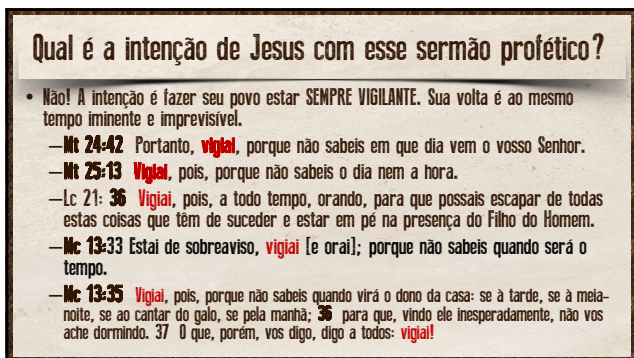 Qual é a intenção de Jesus com esse sermão profético?
• Não! A intenção é fazer seu povo estar SEMPRE VIGILANTE. Sua volta é ao mesmo
tempo iminente e imprevisível.
–Mt 24:42 Portanto, vigiai, porque não sabeis em que dia vem o vosso Senhor.
–Mt 25:13 Vigiai, pois, porque não sabeis o dia nem a hora.
–Lc 21: 36 Vigiai, pois, a todo tempo, orando, para que possais escapar de todas
estas coisas que têm de suceder e estar em pé na presença do Filho do Homem.
–Mc 13:33 Estai de sobreaviso, vigiai [e orai]; porque não sabeis quando será o
tempo.
–Mc 13:35 Vigiai, pois, porque não sabeis quando virá o dono da casa: se à tarde, se à meia-
noite, se ao cantar do galo, se pela manhã; 36 para que, vindo ele inesperadamente, não vos
ache dormindo. 37 O que, porém, vos digo, digo a todos: vigiai!